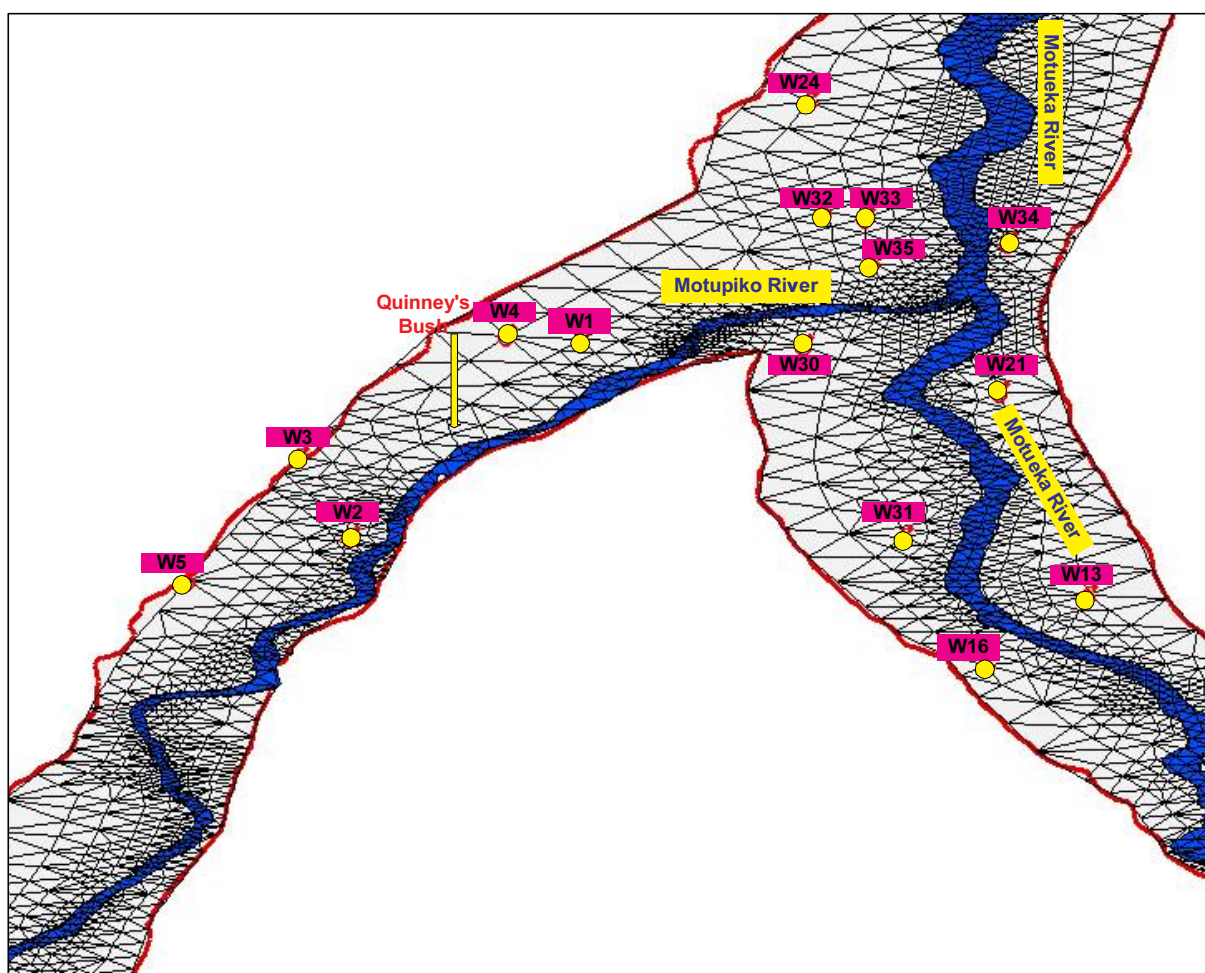 Motueka River
W24
W32
W33
W34
W35
Motupiko River
Quinney's
Bush
W4
W1
W30
W21
Motueka River
W3
W2
W31
W5
W13
W16